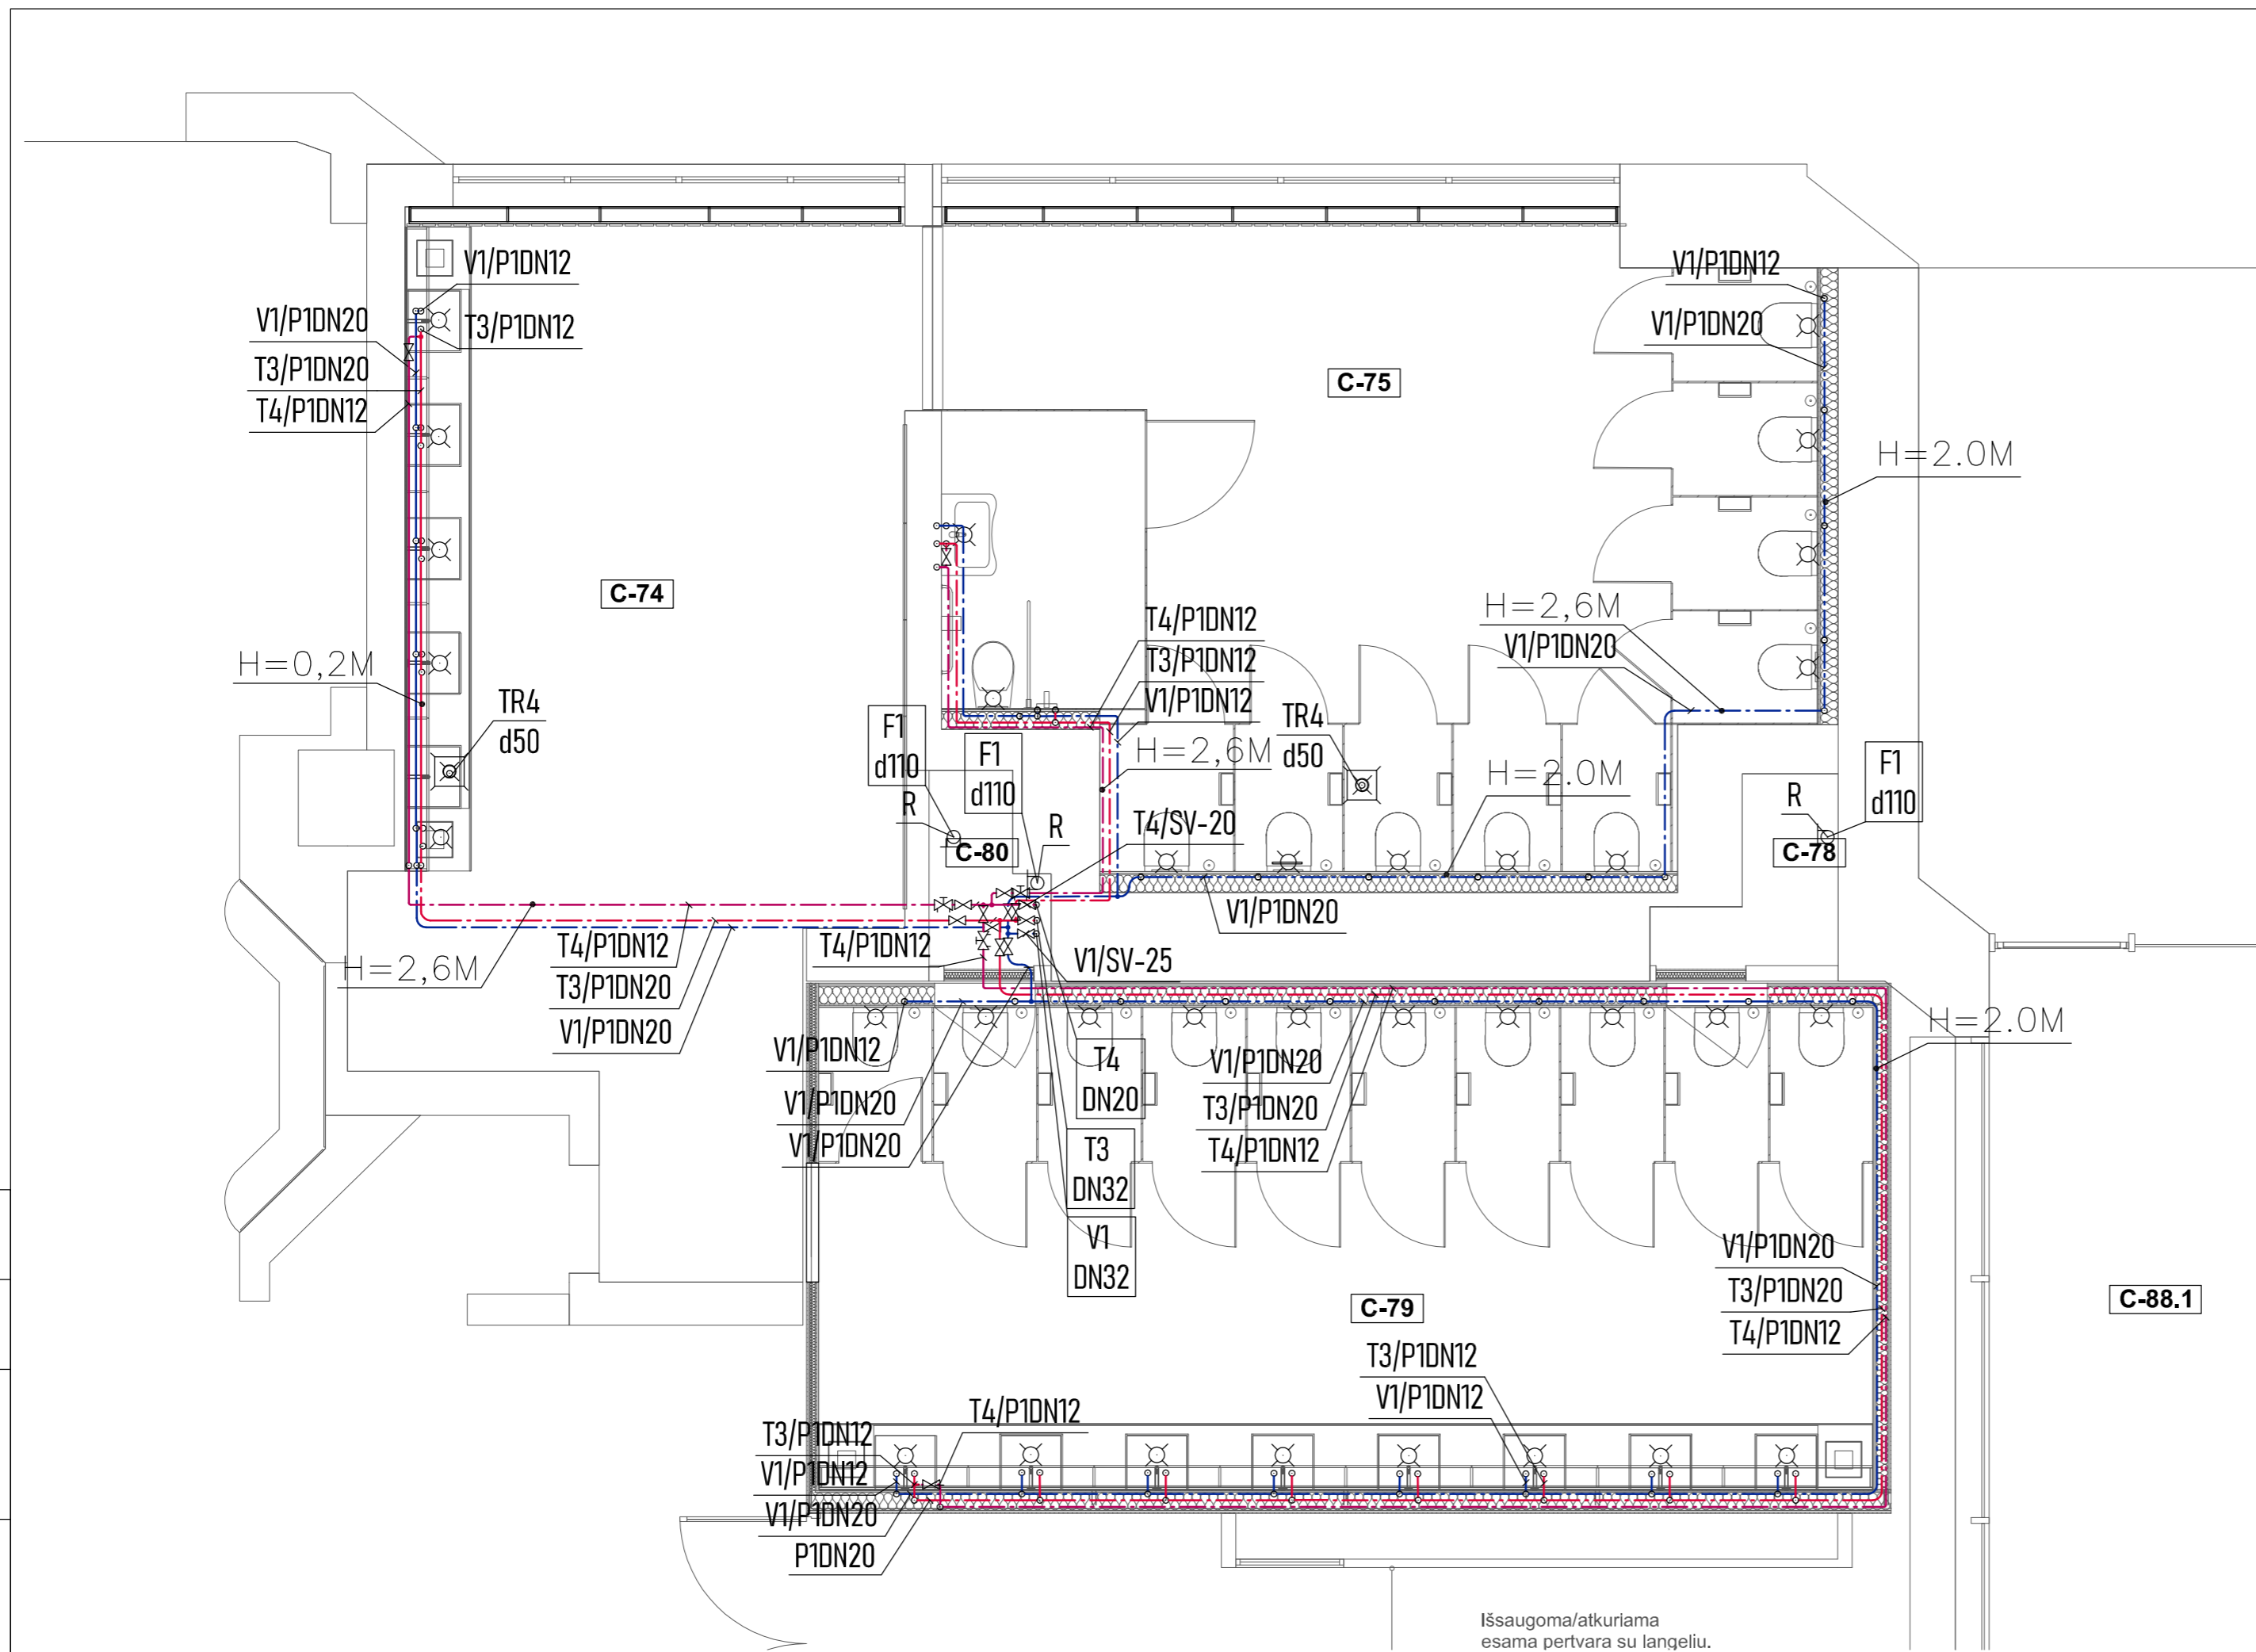 V1/P1DN12
V1/P1DN20
T3/P1DN12
T3/P1DN20
T4/P1DN12
V1/P1DN12
V1/P1DN20
C-75
H=2.0M
C-74
T4/P1DN12
T3/P1DN12
V1/P1DN12
H=2,6M
V1/P1DN20
H=0,2M
TR4
d50
F1
d110
R
F1
d110
R
H=2,6M
TR4
d50
H=2.0M
F1
d110
R
T4/SV-20
C-80
C-78
V1/P1DN20
T4/P1DN12
T3/P1DN20
V1/P1DN20
H=2,6M
T4/P1DN12
V1/SV-25
H=2.0M
V1/P1DN12
V1/P1DN20
V1/P1DN20
T4
DN20
T3
DN32
V1
DN32
V1/P1DN20
T3/P1DN20
T4/P1DN12
V1/P1DN20
T3/P1DN20
T4/P1DN12
C-79
C-88.1
T3/P1DN12
V1/P1DN12
T4/P1DN12
T3/P1DN12
V1/P1DN12
V1/P1DN20
P1DN20
Išsaugoma/atkuriama
esama pertvara su langeliu.